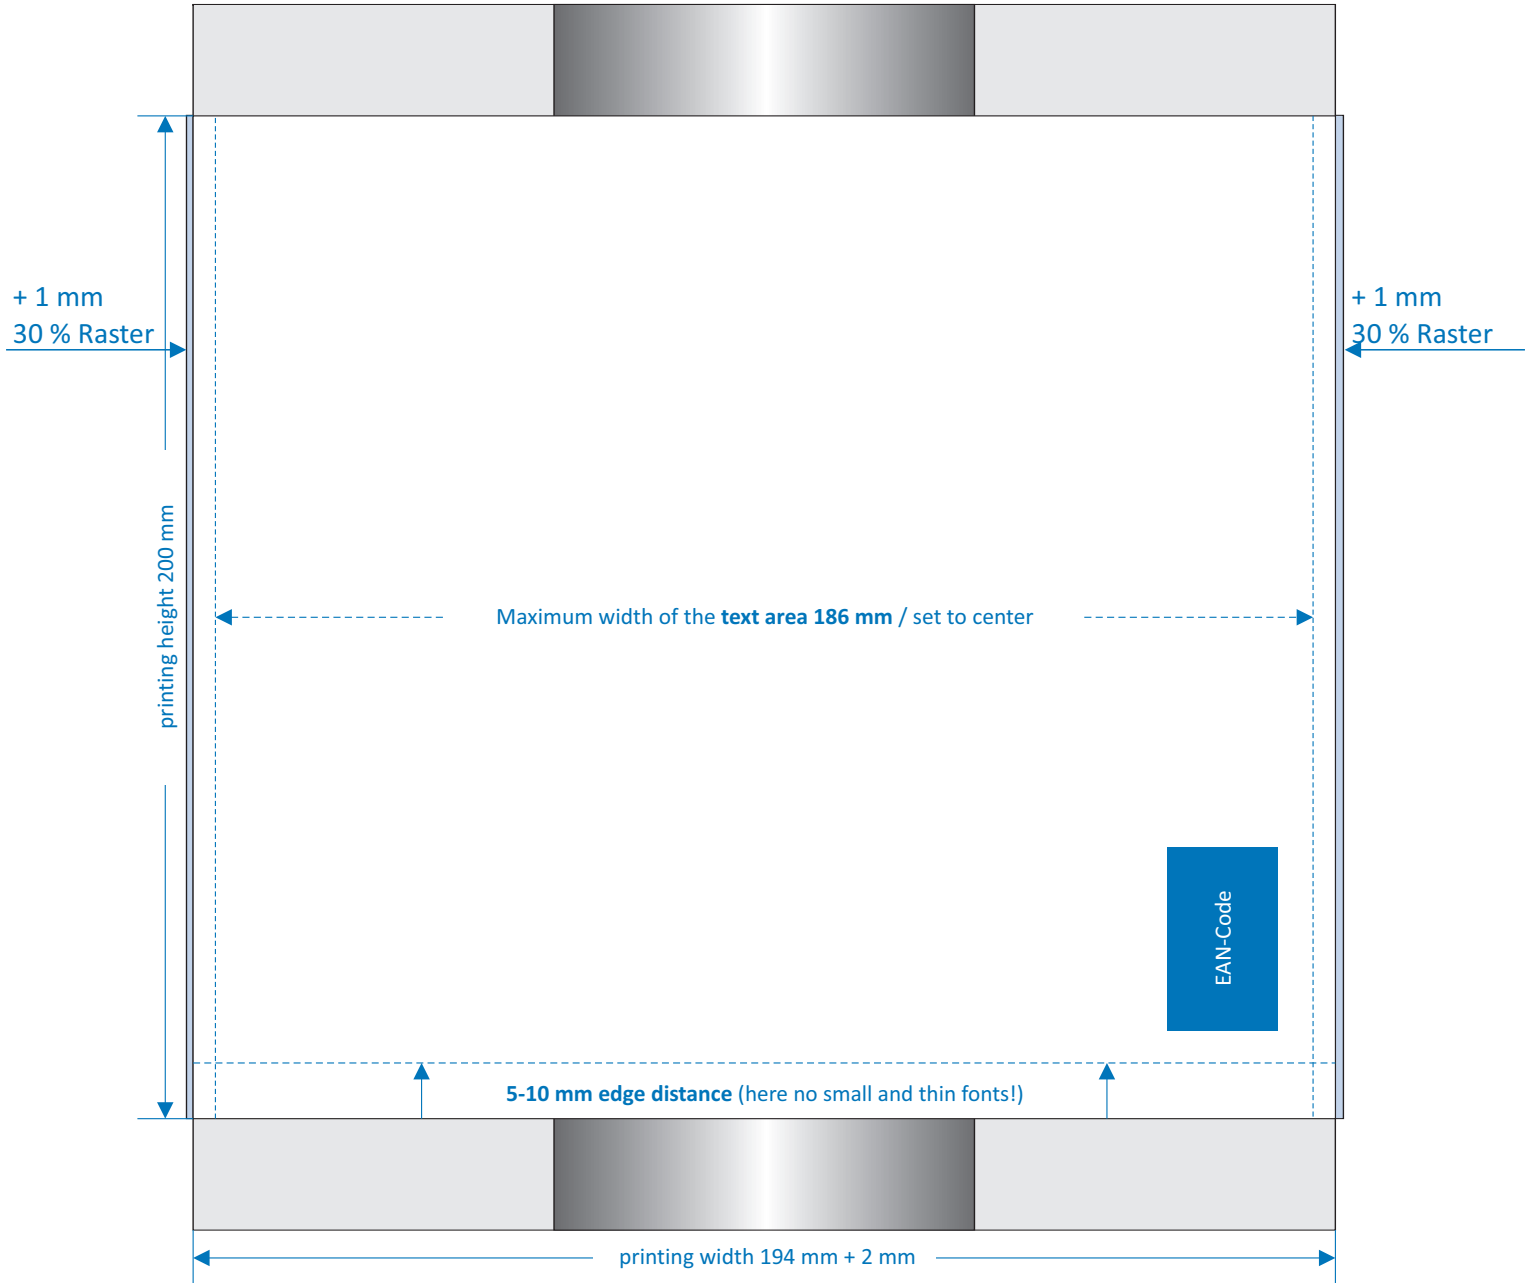 + 1 mm
30 % Raster
+ 1 mm
30 % Raster
printing height 200 mm
Maximum width of the text area 186 mm / set to center
EAN-Code
5-10 mm edge distance (here no small and thin fonts!)
printing width 194 mm + 2 mm